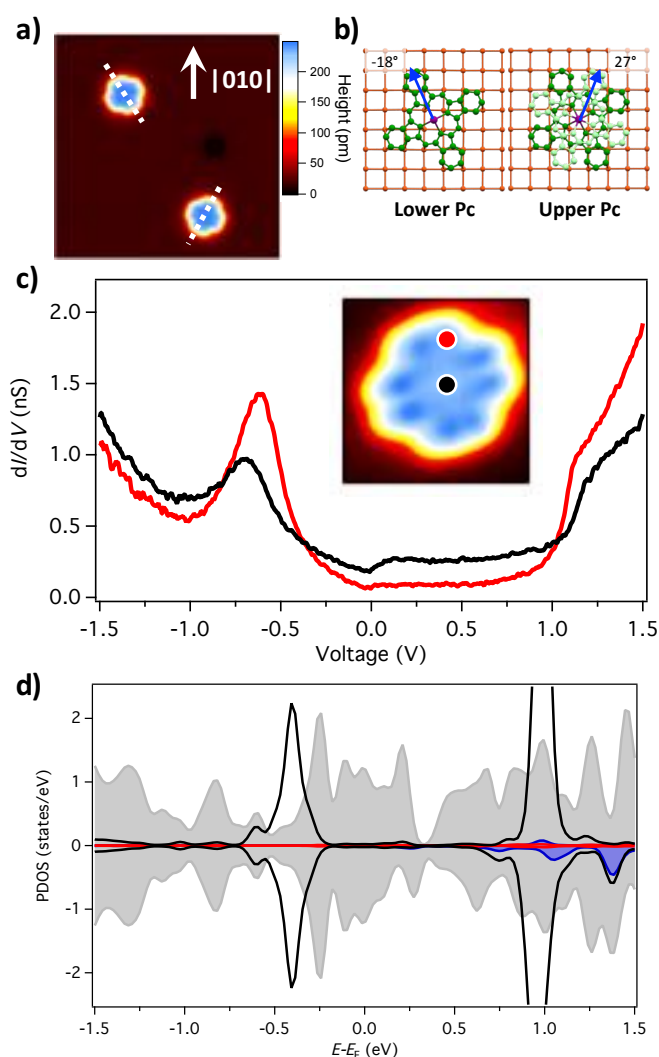 a)
|010|
250
200
150
100
50
0
Height (pm)
b)
-18°
27°
Lower Pc
Upper Pc
c)
2.0
1.5
1.0
0.5
0.0
dI/dV (nS)
-1.5 -1.0 -0.5 0.0 0.5 1.0 1.5
Voltage (V)
d)
2
1
0
-1
-2
PDOS (states/eV)
-1.5 -1.0 -0.5 0.0 0.5 1.0 1.5
E-EF (eV)